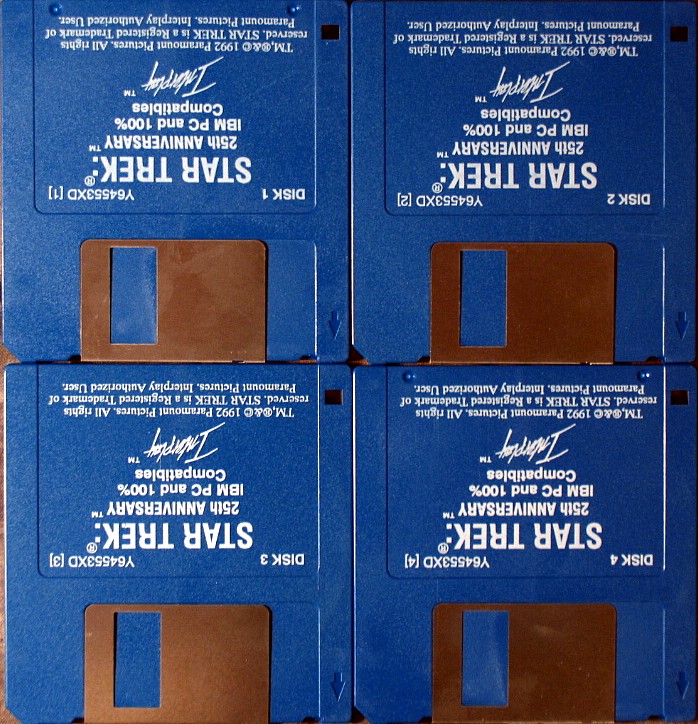 DISK 1 Y64553XD [1]
STAR TREK:®
25th ANNIVERSARY™
IBM PC and 100%
Compatibles
Interplay™
TM,®&© 1992 Paramount Pictures. All rights
reserved. STAR TREK is a Registered Trademark of
Paramount Pictures. Interplay Authorized User.
DISK 2 Y64553XD [2]
STAR TREK:®
25th ANNIVERSARY™
IBM PC and 100%
Compatibles
Interplay™
TM,®&© 1992 Paramount Pictures. All rights
reserved. STAR TREK is a Registered Trademark of
Paramount Pictures. Interplay Authorized User.
DISK 3 Y64553XD [3]
STAR TREK:®
25th ANNIVERSARY™
IBM PC and 100%
Compatibles
Interplay™
TM,®&© 1992 Paramount Pictures. All rights
reserved. STAR TREK is a Registered Trademark of
Paramount Pictures. Interplay Authorized User.
DISK 4 Y64553XD [4]
STAR TREK:®
25th ANNIVERSARY™
IBM PC and 100%
Compatibles
Interplay™
TM,®&© 1992 Paramount Pictures. All rights
reserved. STAR TREK is a Registered Trademark of
Paramount Pictures. Interplay Authorized User.